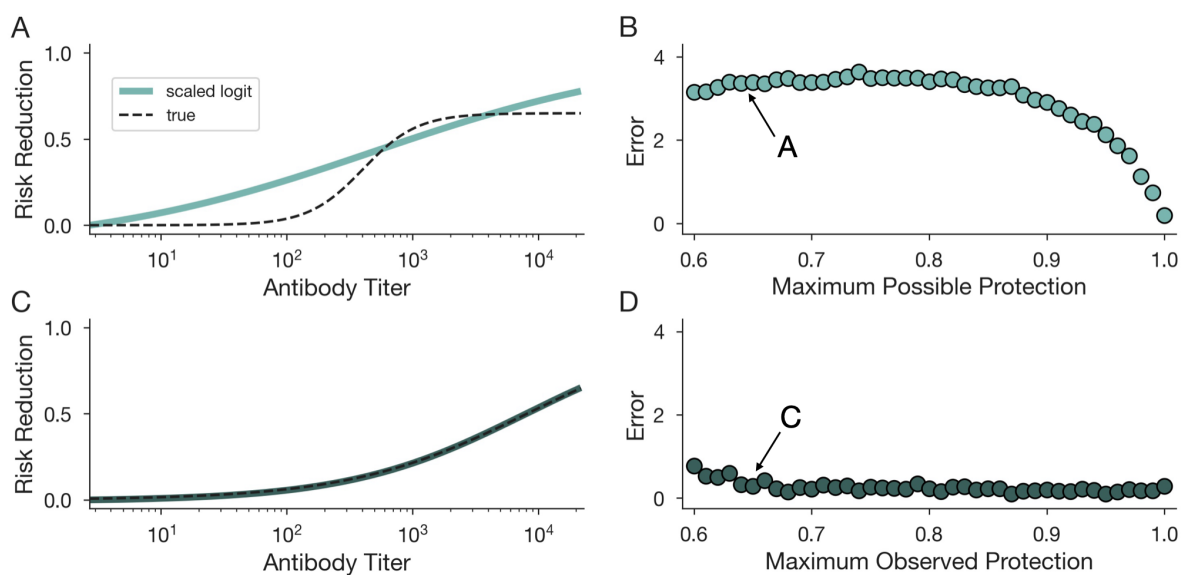 A
Risk Reduction
1.0
0.5
0.0
scaled logit
true
10¹ 10² 10³ 10⁴
Antibody Titer
B
Error
4
2
0
A
0.6 0.7 0.8 0.9 1.0
Maximum Possible Protection
C
Risk Reduction
1.0
0.5
0.0
10¹ 10² 10³ 10⁴
Antibody Titer
D
Error
4
2
0
C
0.6 0.7 0.8 0.9 1.0
Maximum Observed Protection